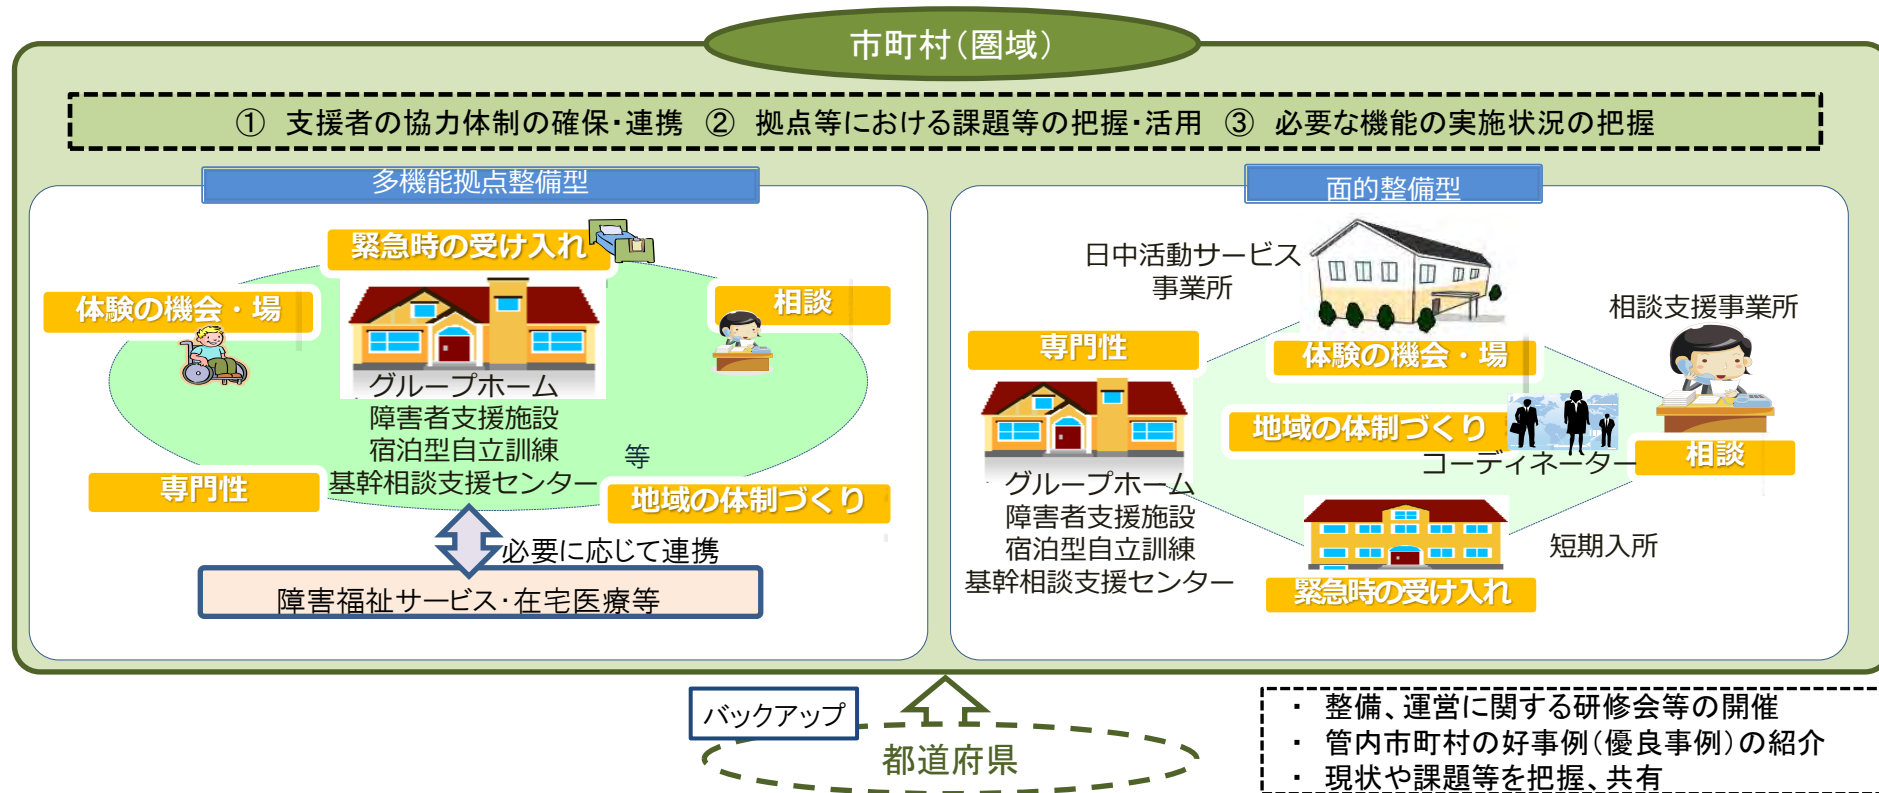 市町村（圏域）
① 支援者の協力体制の確保・連携 ② 拠点等における課題等の把握・活用 ③ 必要な機能の実施状況の把握
多機能拠点整備型
緊急時の受け入れ
体験の機会・場
相談
グループホーム
障害者支援施設
宿泊型自立訓練
基幹相談支援センター
等
専門性
地域の体制づくり
必要に応じて連携
障害福祉サービス・在宅医療等
面的整備型
日中活動サービス
事業所
相談支援事業所
専門性
体験の機会・場
地域の体制づくり
コーディネーター
相談
グループホーム
障害者支援施設
宿泊型自立訓練
基幹相談支援センター
短期入所
緊急時の受け入れ
バックアップ
都道府県
・ 整備、運営に関する研修会等の開催
・ 管内市町村の好事例（優良事例）の紹介
・ 現状や課題等を把握、共有